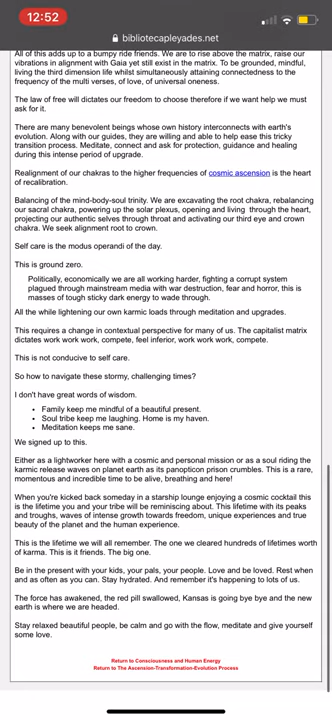 12:52
bibliotecapleyades.net
All of this adds up to a bumpy ride friends. We are to rise above the matrix, raise our
vibrations in alignment with Gaia yet still exist in the matrix. To be grounded, mindful,
living the third dimension life whilst simultaneously attaining connectedness to the
frequency of the multi verses, of love, of universal oneness.
The law of free will dictates our freedom to choose therefore if we want help we must
ask for it.
There are many benevolent beings whose own history interconnects with earth's
evolution. Along with our guides, they are willing and able to help ease this tricky
transition process. Meditate, connect and ask for protection, guidance and healing
during this intense period of upgrade.
Realignment of our chakras to the higher frequencies of cosmic ascension is the heart
of recalibration.
Balancing of the mind-body-soul trinity. We are excavating the root chakra, rebalancing
our sacral chakra, powering up the solar plexus, opening and living through the heart,
projecting our authentic selves through throat and activating our third eye and crown
chakra. We seek alignment root to crown.
Self care is the modus operandi of the day.
This is ground zero.
Politically, economically we are all working harder, fighting a corrupt system
plagued through mainstream media with war destruction, fear and horror, this is
masses of tough sticky dark energy to wade through.
All the while lightening our own karmic loads through meditation and upgrades.
This requires a change in contextual perspective for many of us. The capitalist matrix
dictates work work work, compete, feel inferior, work work work, compete.
This is not conducive to self care.
So how to navigate these stormy, challenging times?
I don't have great words of wisdom.
• Family keep me mindful of a beautiful present.
• Soul tribe keep me laughing. Home is my haven.
• Meditation keeps me sane.
We signed up to this.
Either as a lightworker here with a cosmic and personal mission or as a soul riding the
karmic release waves on planet earth as its panopticon prison crumbles. This is a rare,
momentous and incredible time to be alive, breathing and here!
When you're kicked back someday in a starship lounge enjoying a cosmic cocktail this
is the lifetime you and your tribe will be reminiscing about. This lifetime with its peaks
and troughs, waves of intense growth towards freedom, unique experiences and true
beauty of the planet and the human experience.
This is the lifetime we will all remember. The one we cleared hundreds of lifetimes worth
of karma. This is it friends. The big one.
Be in the present with your kids, your pals, your people. Love and be loved. Rest when
and as often as you can. Stay hydrated. And remember it's happening to lots of us.
The force has awakened, the red pill swallowed, Kansas is going bye bye and the new
earth is where we are headed.
Stay relaxed beautiful people, be calm and go with the flow, meditate and give yourself
some love.
Return to Consciousness and Human Energy
Return to The Ascension-Transformation-Evolution Process